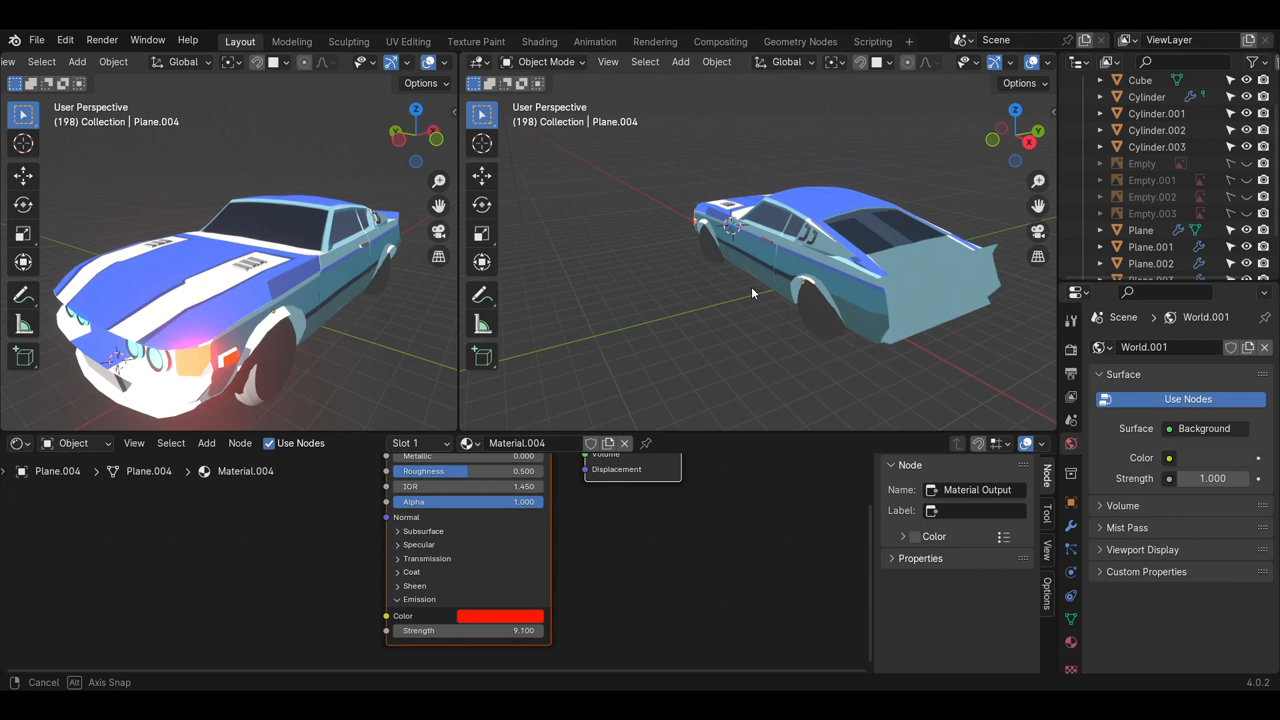 File Edit Render Window Help Layout Modeling Sculpting UV Editing Texture Paint Shading Animation Rendering Compositing Geometry Nodes Scripting + Scene ViewLayer
Select Add Object Global
Object Mode View Select Add Object Global
Options
Options
User Perspective
(198) Collection | Plane.004
User Perspective
(198) Collection | Plane.004
Z
Y
X
Z
Y
X
Cube
Cylinder
Cylinder.001
Cylinder.002
Cylinder.003
Empty
Empty.001
Empty.002
Empty.003
Plane
Plane.001
Plane.002
Scene > World.001
World.001
Surface
Use Nodes
Surface Background
Color
Strength 1.000
Volume
Mist Pass
Viewport Display
Custom Properties
Object View Select Add Node Use Nodes Slot 1 Material.004
Plane.004 > Plane.004 > Material.004
Metallic 0.000
Roughness 0.500
IOR 1.450
Alpha 1.000
Normal
Subsurface
Specular
Transmission
Coat
Sheen
Emission
Color
Strength 9.100
Volume
Displacement
Node
Name: Material Output
Label:
Color
Properties
Node
Tool
View
Options
Cancel Alt Axis Snap
4.0.2